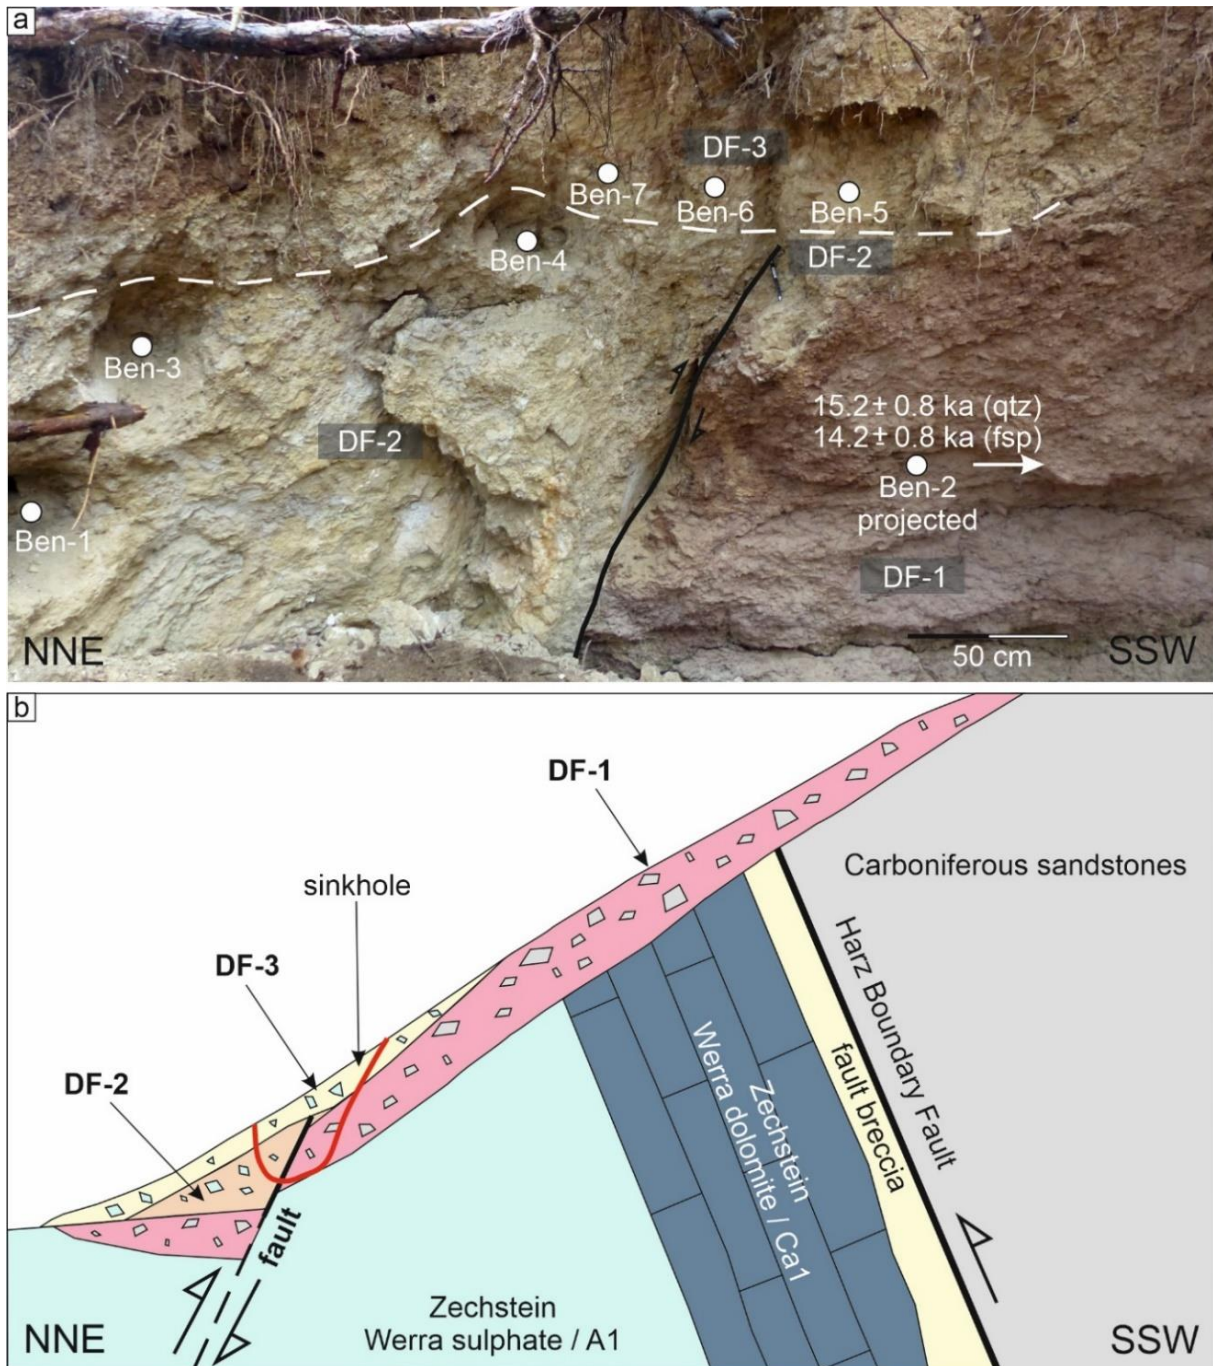 a
DF-3
Ben-7
Ben-6
Ben-5
Ben-4
DF-2
Ben-3
15.2± 0.8 ka (qtz)
14.2± 0.8 ka (fsp)
DF-2
Ben-2
projected
Ben-1
DF-1
NNE
50 cm
SSW
b
DF-1
Carboniferous sandstones
sinkhole
DF-3
DF-2
Harz Boundary Fault
fault breccia
Zechstein
Werra dolomite / Ca1
fault
Zechstein
Werra sulphate / A1
NNE
SSW